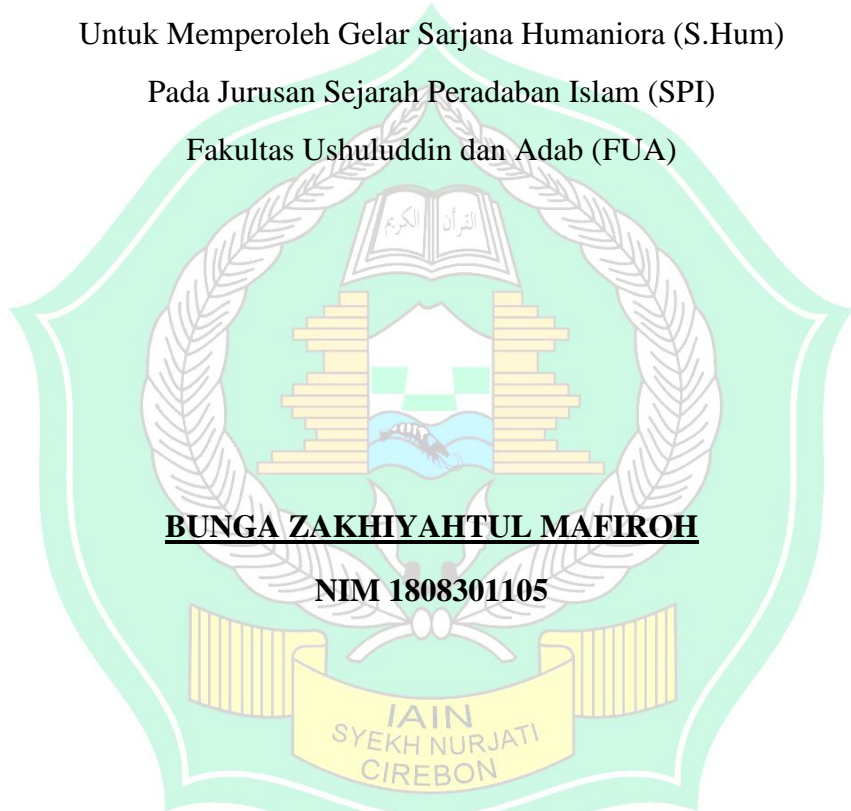 Untuk Memperoleh Gelar Sarjana Humaniora (S.Hum)
Pada Jurusan Sejarah Peradaban Islam (SPI)
Fakultas Ushuluddin dan Adab (FUA)
القرآن الكريم
BUNGA ZAKHIYAHTUL MAFIROH
NIM 1808301105
IAIN
SYEKH NURJATI
CIREBON